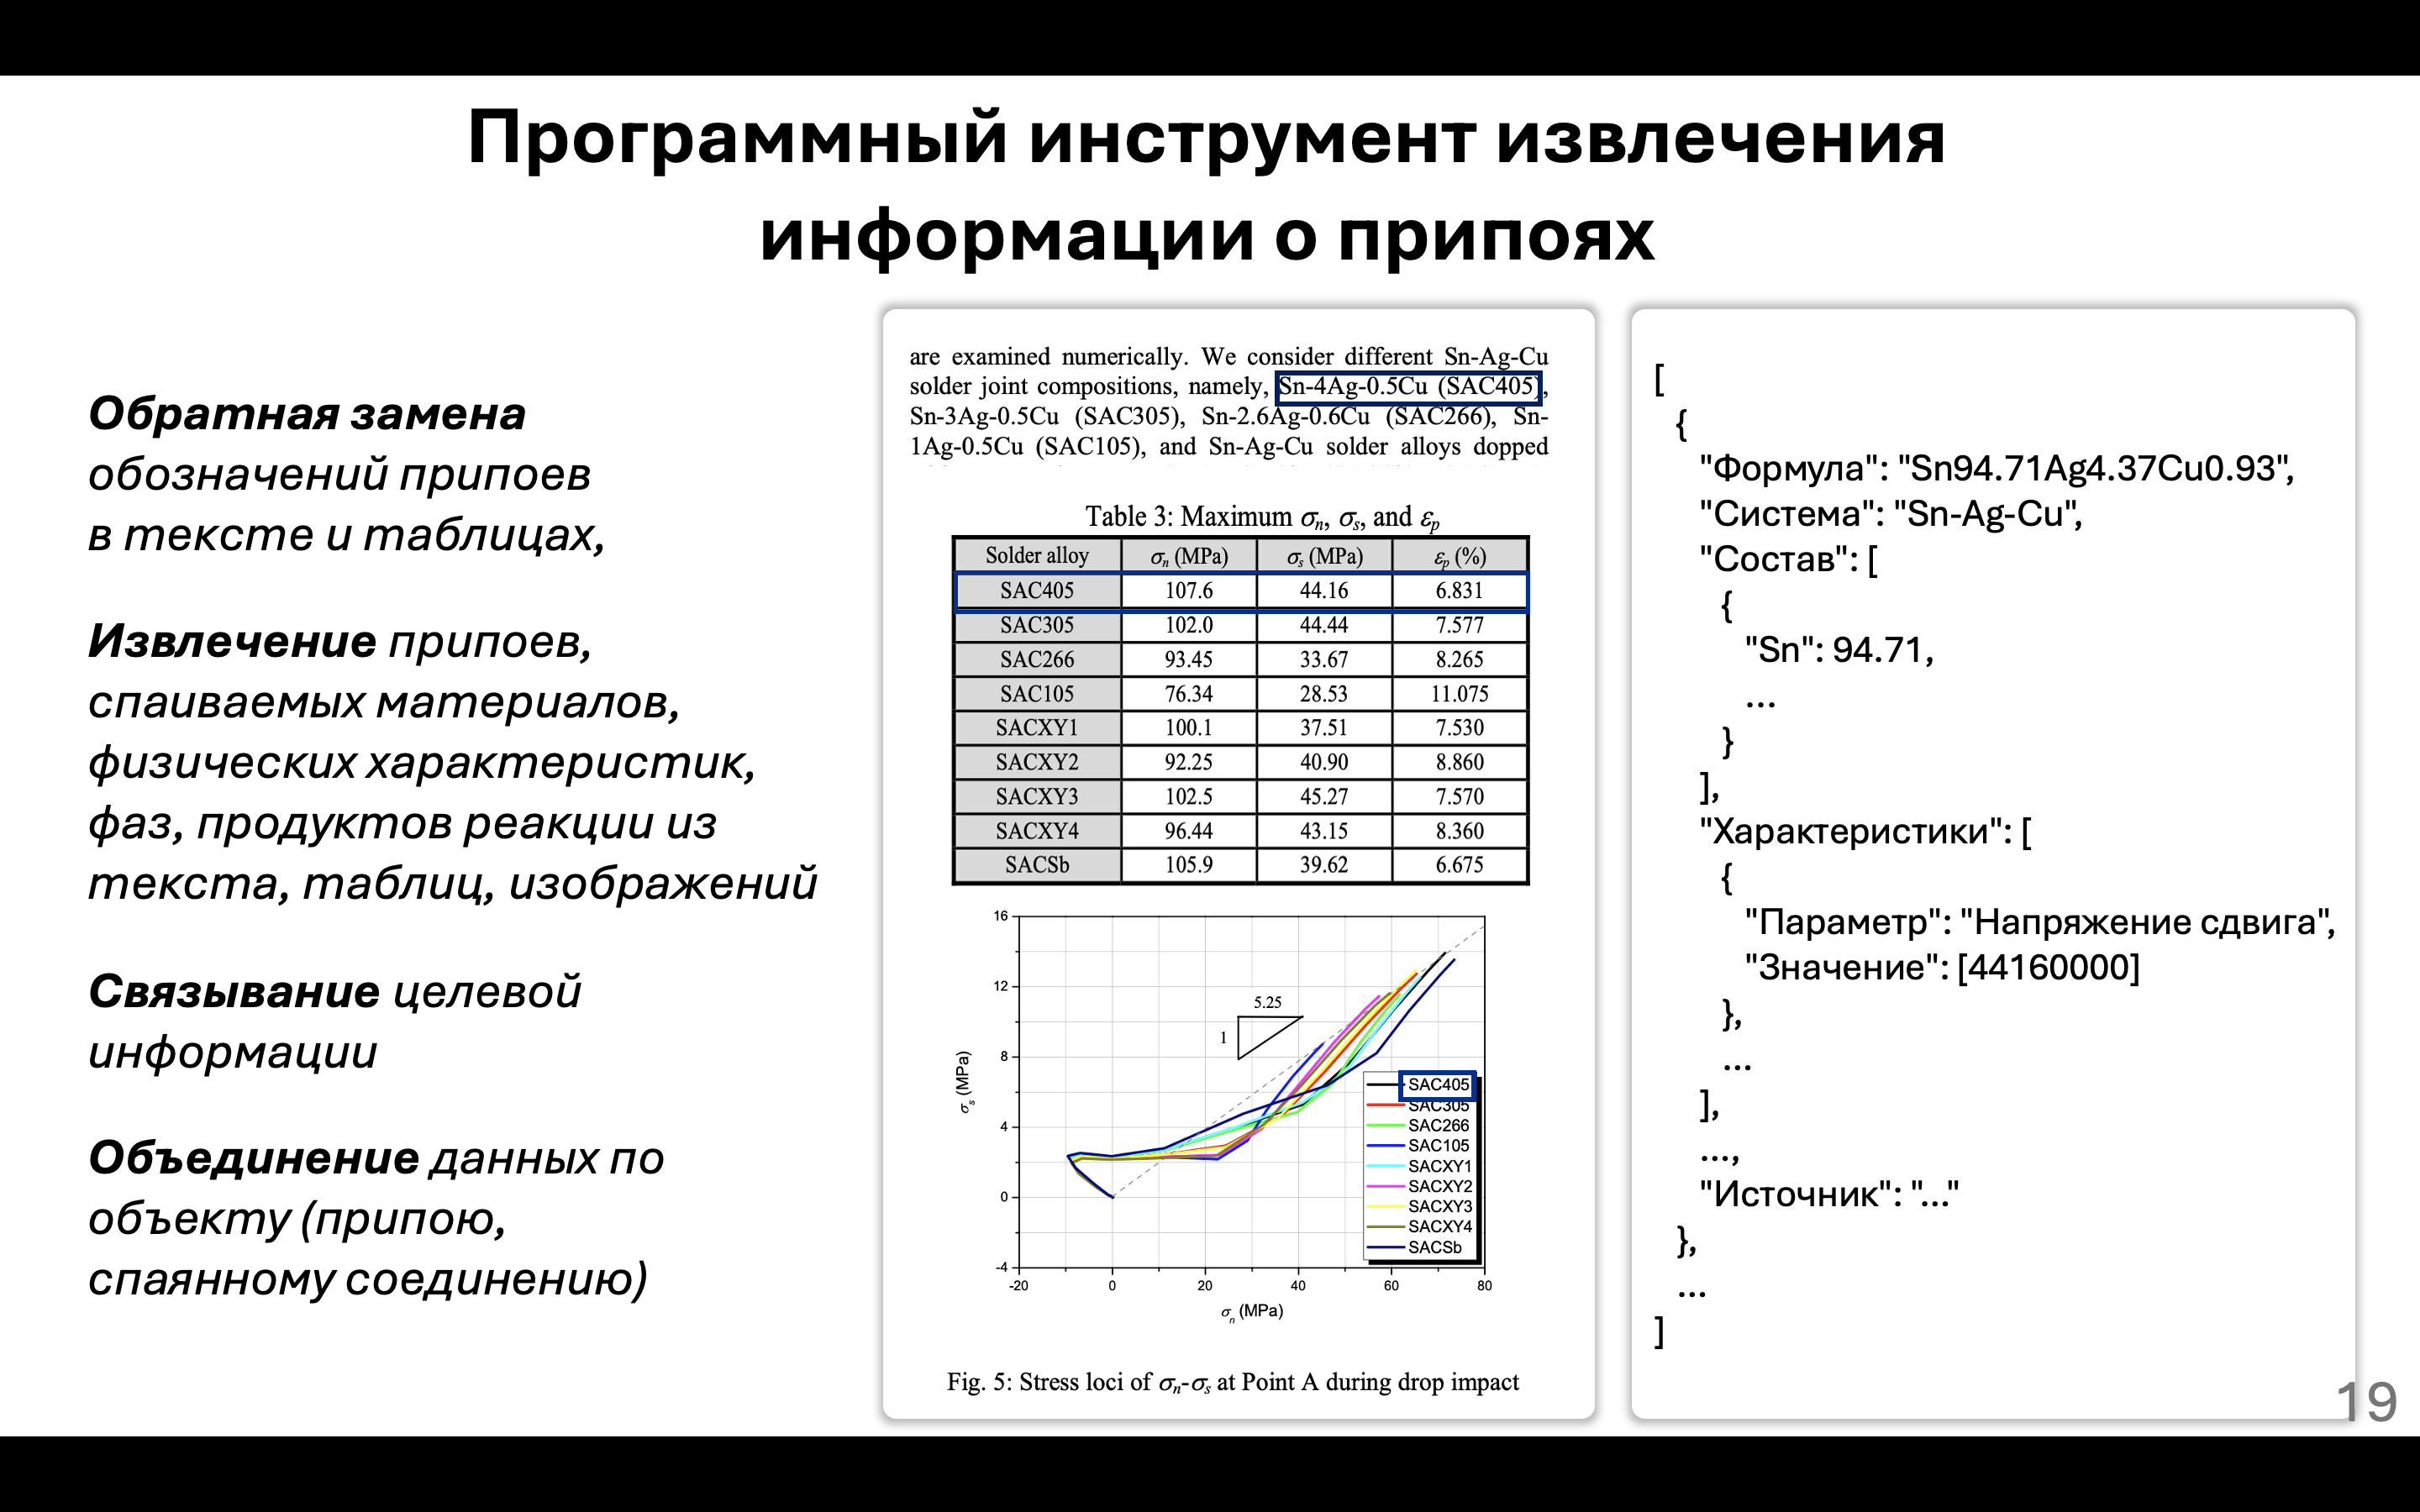 Программный инструмент извлечения
информации о припоях
Обратная замена
обозначений припоев
в тексте и таблицах,
Извлечение припоев,
спаиваемых материалов,
физических характеристик,
фаз, продуктов реакции из
текста, таблиц, изображений
Связывание целевой
информации
Объединение данных по
объекту (припою,
спаянному соединению)
are examined numerically. We consider different Sn-Ag-Cu
solder joint compositions, namely, Sn-4Ag-0.5Cu (SAC405),
Sn-3Ag-0.5Cu (SAC305), Sn-2.6Ag-0.6Cu (SAC266), Sn-
1Ag-0.5Cu (SAC105), and Sn-Ag-Cu solder alloys dopped
Table 3: Maximum σn, σs, and εp
Solder alloy σn (MPa) σs (MPa) εp (%)
SAC405 107.6 44.16 6.831
SAC305 102.0 44.44 7.577
SAC266 93.45 33.67 8.265
SAC105 76.34 28.53 11.075
SACXY1 100.1 37.51 7.530
SACXY2 92.25 40.90 8.860
SACXY3 102.5 45.27 7.570
SACXY4 96.44 43.15 8.360
SACSb 105.9 39.62 6.675
16
12
8
4
0
-4
σs (MPa)
5.25
1
SAC405
SAC305
SAC266
SAC105
SACXY1
SACXY2
SACXY3
SACXY4
SACSb
-20 0 20 40 60 80
σn (MPa)
Fig. 5: Stress loci of σn-σs at Point A during drop impact
[
{
"Формула": "Sn94.71Ag4.37Cu0.93",
"Система": "Sn-Ag-Cu",
"Состав": [
{
"Sn": 94.71,
...
}
],
"Характеристики": [
{
"Параметр": "Напряжение сдвига",
"Значение": [44160000]
},
...
],
...,
"Источник": "..."
},
...
]
19